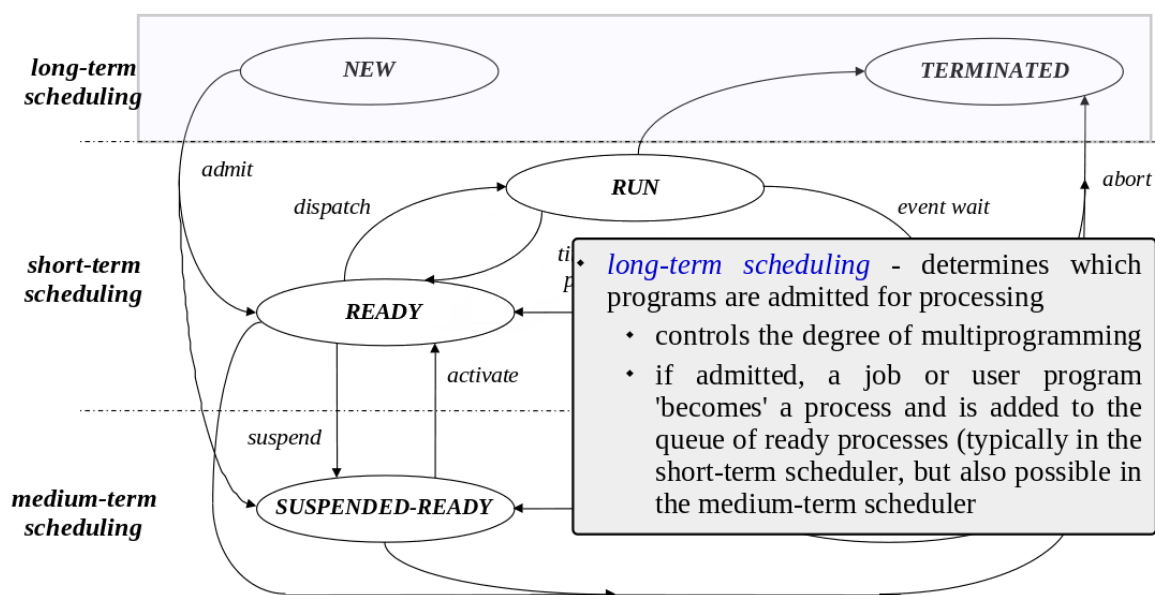 long-term
scheduling
NEW
TERMINATED
admit
dispatch
RUN
event wait
abort
short-term
scheduling
READY
activate
suspend
medium-term
scheduling
SUSPENDED-READY
long-term scheduling - determines which
programs are admitted for processing
controls the degree of multiprogramming
if admitted, a job or user program
'becomes' a process and is added to the
queue of ready processes (typically in the
short-term scheduler, but also possible in
the medium-term scheduler